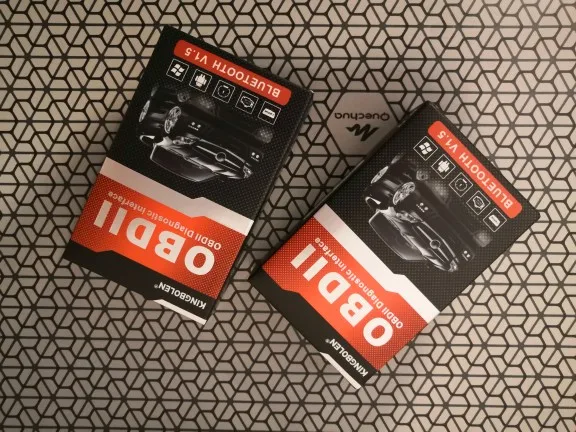 KINGBOLEN®
OBDII
OBDII Diagnostic Interface
BLUETOOTH V1.5
KINGBOLEN®
OBDII
OBDII Diagnostic Interface
BLUETOOTH V1.5
Quechua